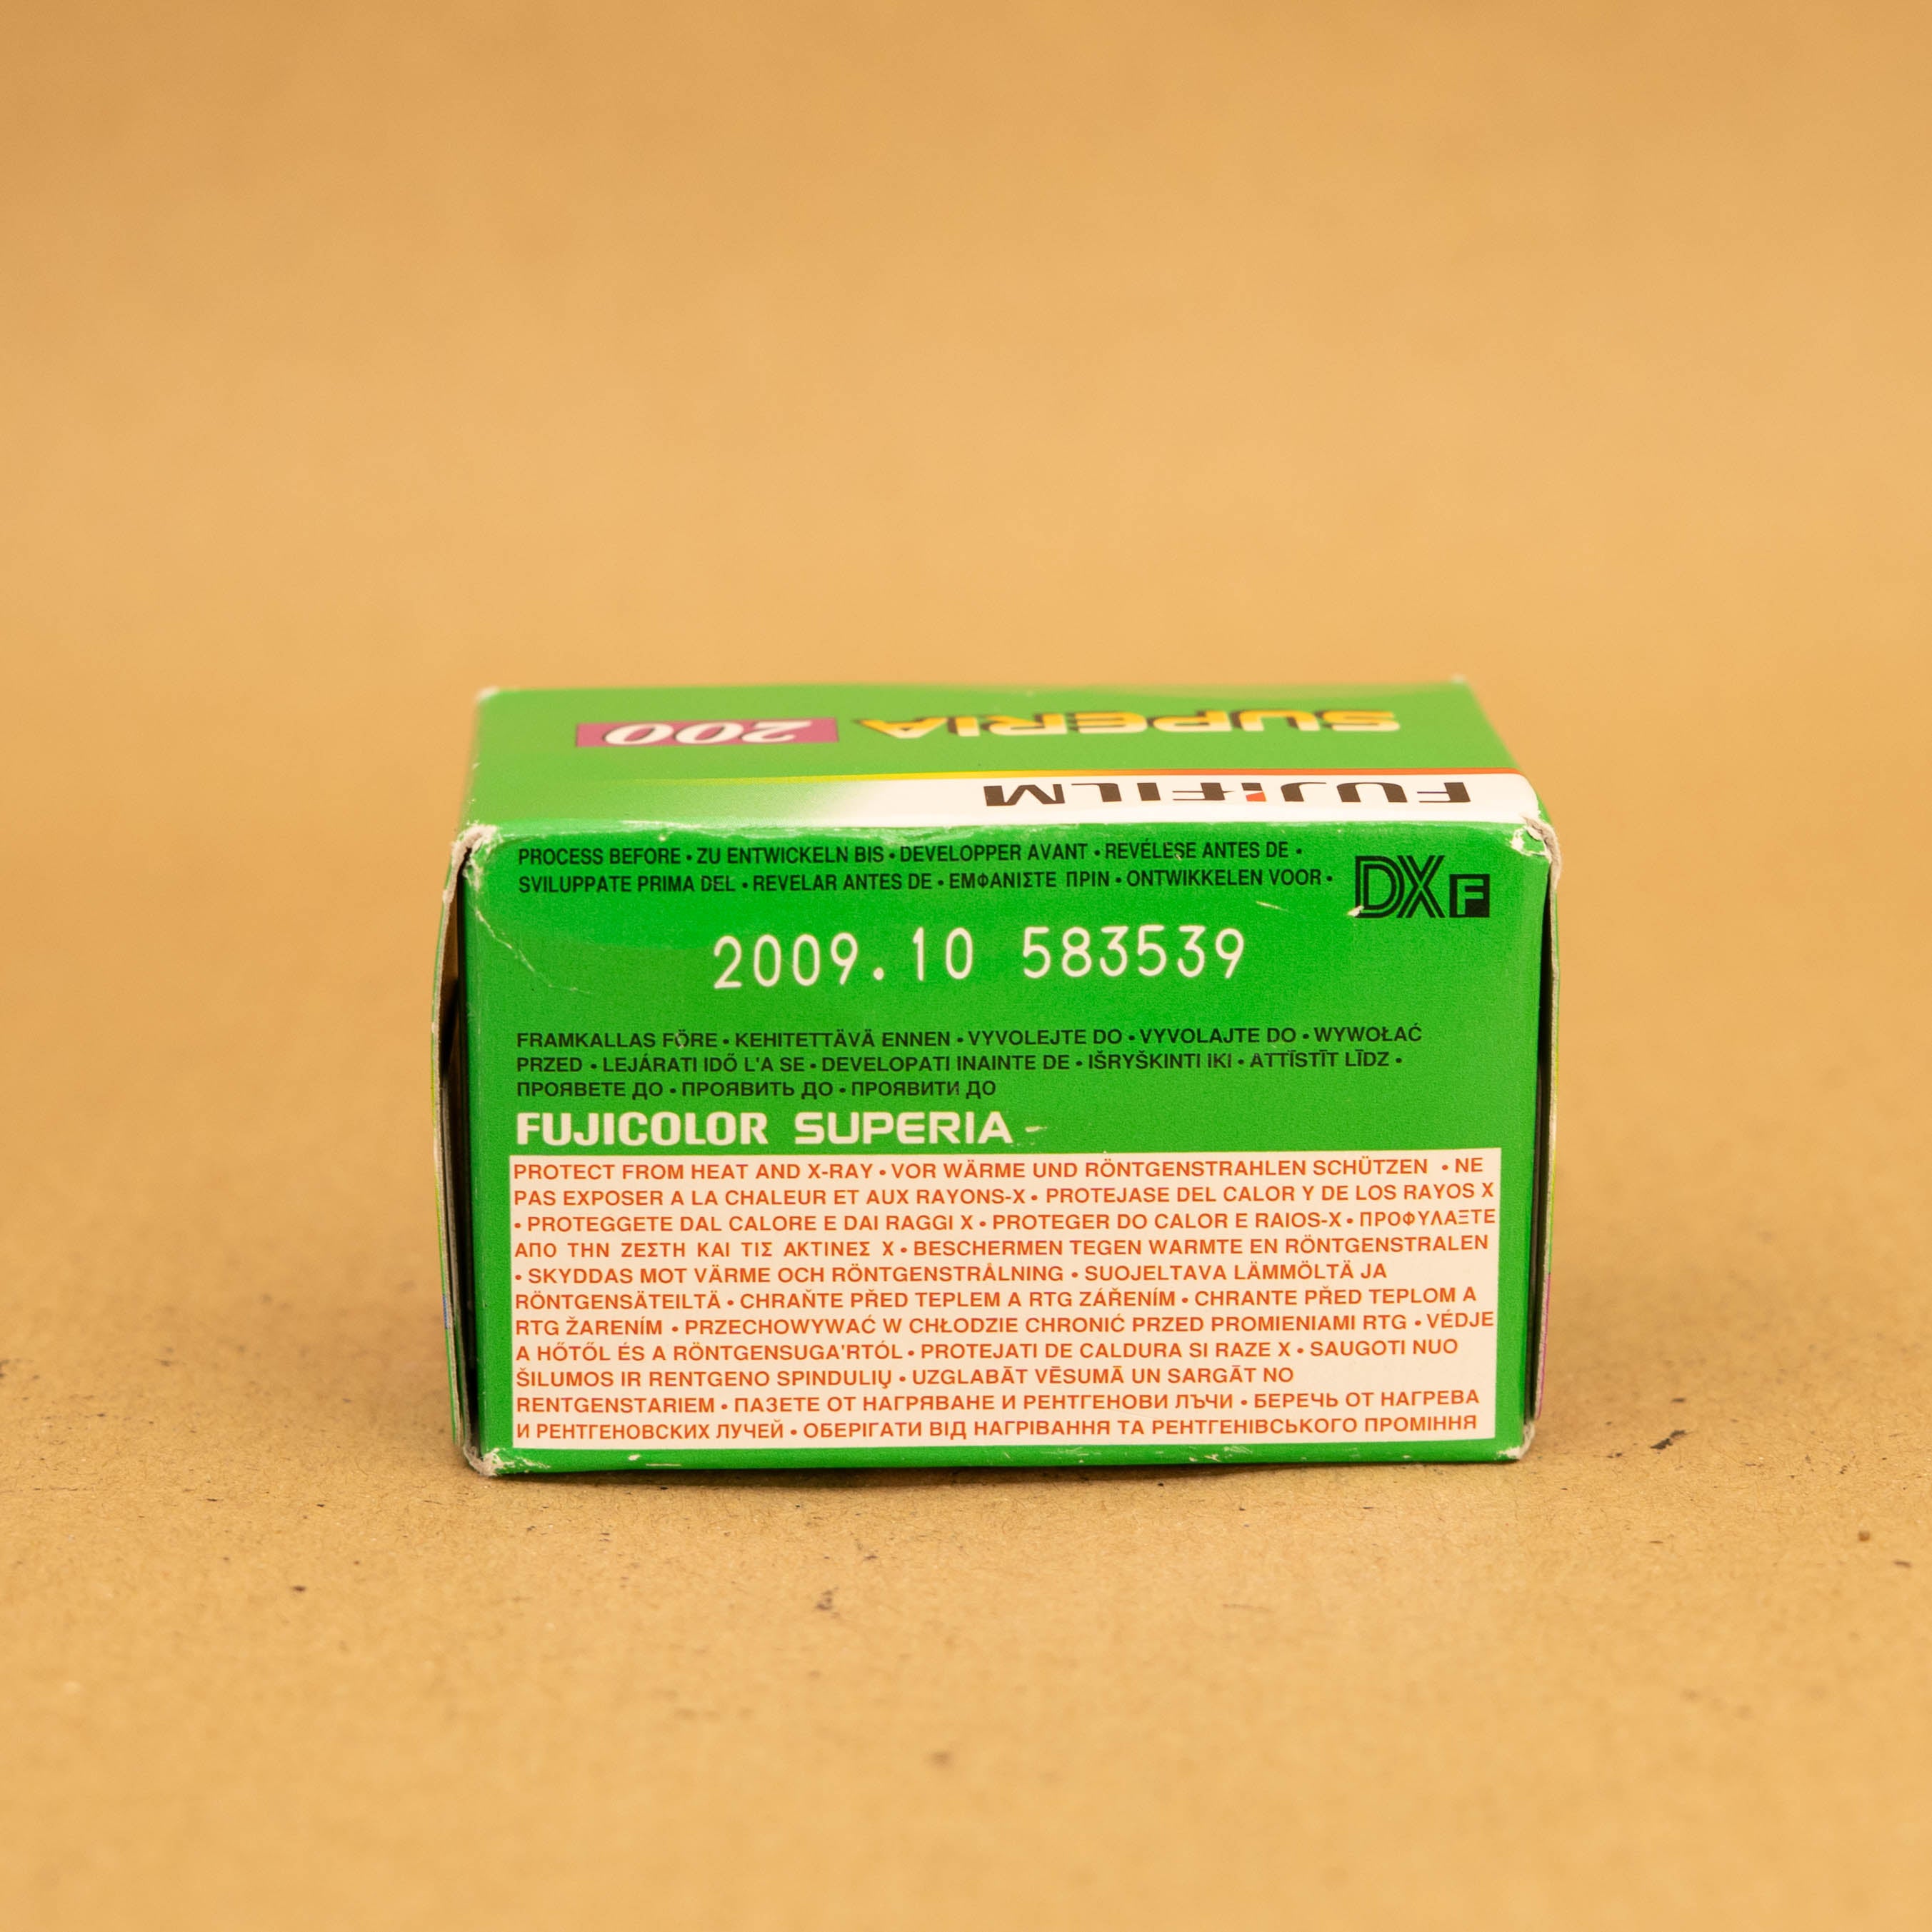 SUPERIA 200
FUJIFILM
PROCESS BEFORE • ZU ENTWICKELN BIS • DEVELOPPER AVANT • REVÉLESE ANTES DE •
SVILUPPATE PRIMA DEL • REVELAR ANTES DE • ΕΜΦΑΝΙΣΤΕ ΠΡΙΝ • ONTWIKKELEN VOOR •
DX F
2009.10 583539
FRAMKALLAS FÖRE • KEHITETTÄVÄ ENNEN • VYVOLEJTE DO • VYVOLAJTE DO • WYWOŁAĆ
PRZED • LEJÁRATI IDŐ L'A SE • DEVELOPATI INAINTE DE • IŠRYŠKINTI IKI • ATTĪSTĪT LĪDZ •
ПРОЯВЕТЕ ДО • ПРОЯВИТЬ ДО • ПРОЯВИТИ ДО
FUJICOLOR SUPERIA
PROTECT FROM HEAT AND X-RAY • VOR WÄRME UND RÖNTGENSTRAHLEN SCHÜTZEN • NE
PAS EXPOSER A LA CHALEUR ET AUX RAYONS-X • PROTEJASE DEL CALOR Y DE LOS RAYOS X
• PROTEGGETE DAL CALORE E DAI RAGGI X • PROTEGER DO CALOR E RAIOS-X • ΠΡΟΦΥΛΑΞΤΕ
ΑΠΟ ΤΗΝ ΖΕΣΤΗ ΚΑΙ ΤΙΣ ΑΚΤΙΝΕΣ Χ • BESCHERMEN TEGEN WARMTE EN RÖNTGENSTRALEN
• SKYDDAS MOT VÄRME OCH RÖNTGENSTRÅLNING • SUOJELTAVA LÄMMÖLTÄ JA
RÖNTGENSÄTEILTÄ • CHRAŇTE PŘED TEPLEM A RTG ZÁŘENÍM • CHRANTE PŘED TEPLOM A
RTG ŽARENÍM • PRZECHOWYWAĆ W CHŁODZIE CHRONIĆ PRZED PROMIENIAMI RTG • VÉDJE
A HŐTŐL ÉS A RÖNTGENSUGA'RTÓL • PROTEJATI DE CALDURA SI RAZE X • SAUGOTI NUO
ŠILUMOS IR RENTGENO SPINDULIŲ • UZGLABĀT VĒSUMĀ UN SARGĀT NO
RENTGENSTARIEM • ПАЗЕТЕ ОТ НАГРЯВАНЕ И РЕНТГЕНОВИ ЛЪЧИ • БЕРЕЧЬ ОТ НАГРЕВА
И РЕНТГЕНОВСКИХ ЛУЧЕЙ • ОБЕРІГАТИ ВІД НАГРІВАННЯ ТА РЕНТГЕНІВСЬКОГО ПРОМІННЯ